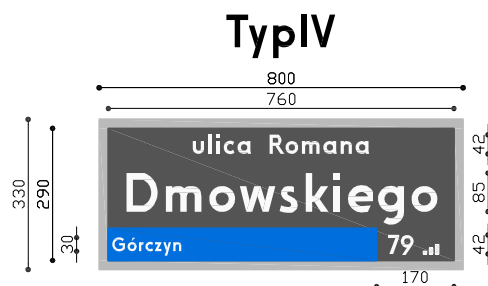 TypIV
800
760
330
290
30
ulica Romana
Dmowskiego
Górczyn
79
42
85
42
170